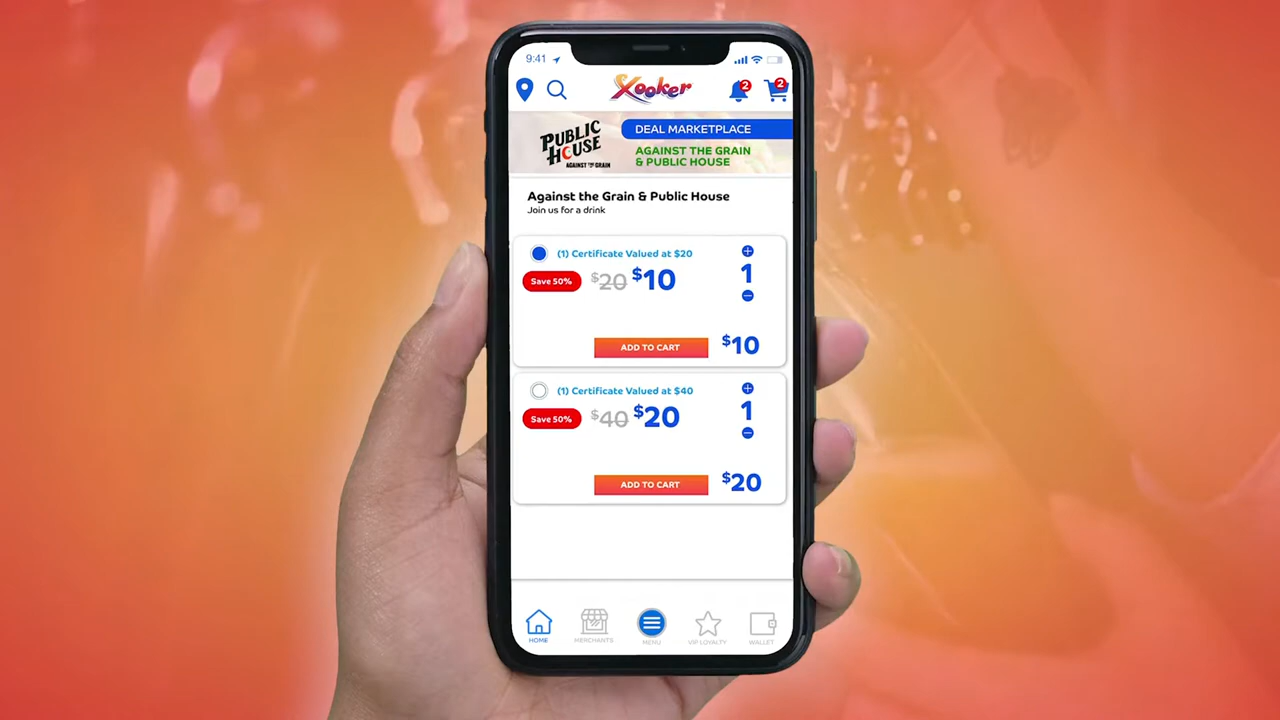 9:41
Xooker
2
2
PUBLIC
HOUSE
AGAINST THE GRAIN
DEAL MARKETPLACE
AGAINST THE GRAIN
& PUBLIC HOUSE
Against the Grain & Public House
Join us for a drink
(1) Certificate Valued at $20
Save 50%
$20 $10
1
ADD TO CART
$10
(1) Certificate Valued at $40
Save 50%
$40 $20
1
ADD TO CART
$20
HOME
MERCHANTS
MENU
VIP LOYALTY
WALLET